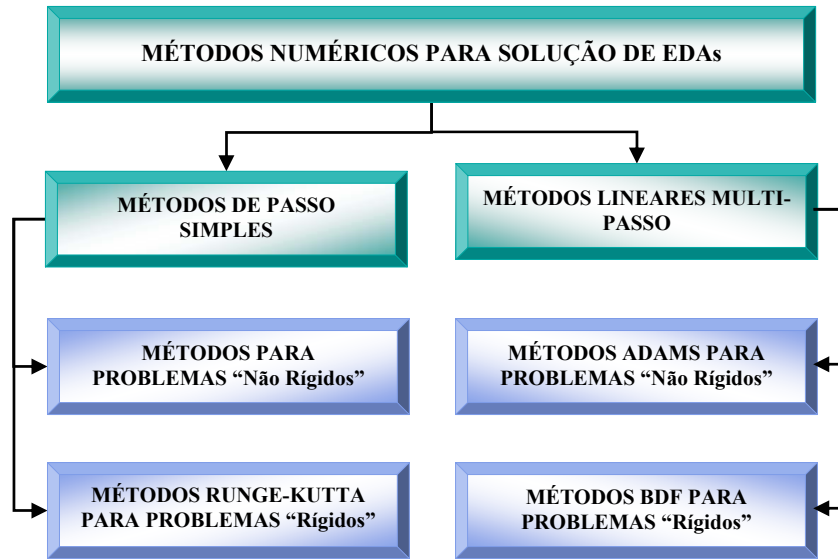 MÉTODOS NUMÉRICOS PARA SOLUÇÃO DE EDAs
MÉTODOS DE PASSO
SIMPLES
MÉTODOS LINEARES MULTI-
PASSO
MÉTODOS PARA
PROBLEMAS “Não Rígidos”
MÉTODOS ADAMS PARA
PROBLEMAS “Não Rígidos”
MÉTODOS RUNGE-KUTTA
PARA PROBLEMAS “Rígidos”
MÉTODOS BDF PARA
PROBLEMAS “Rígidos”